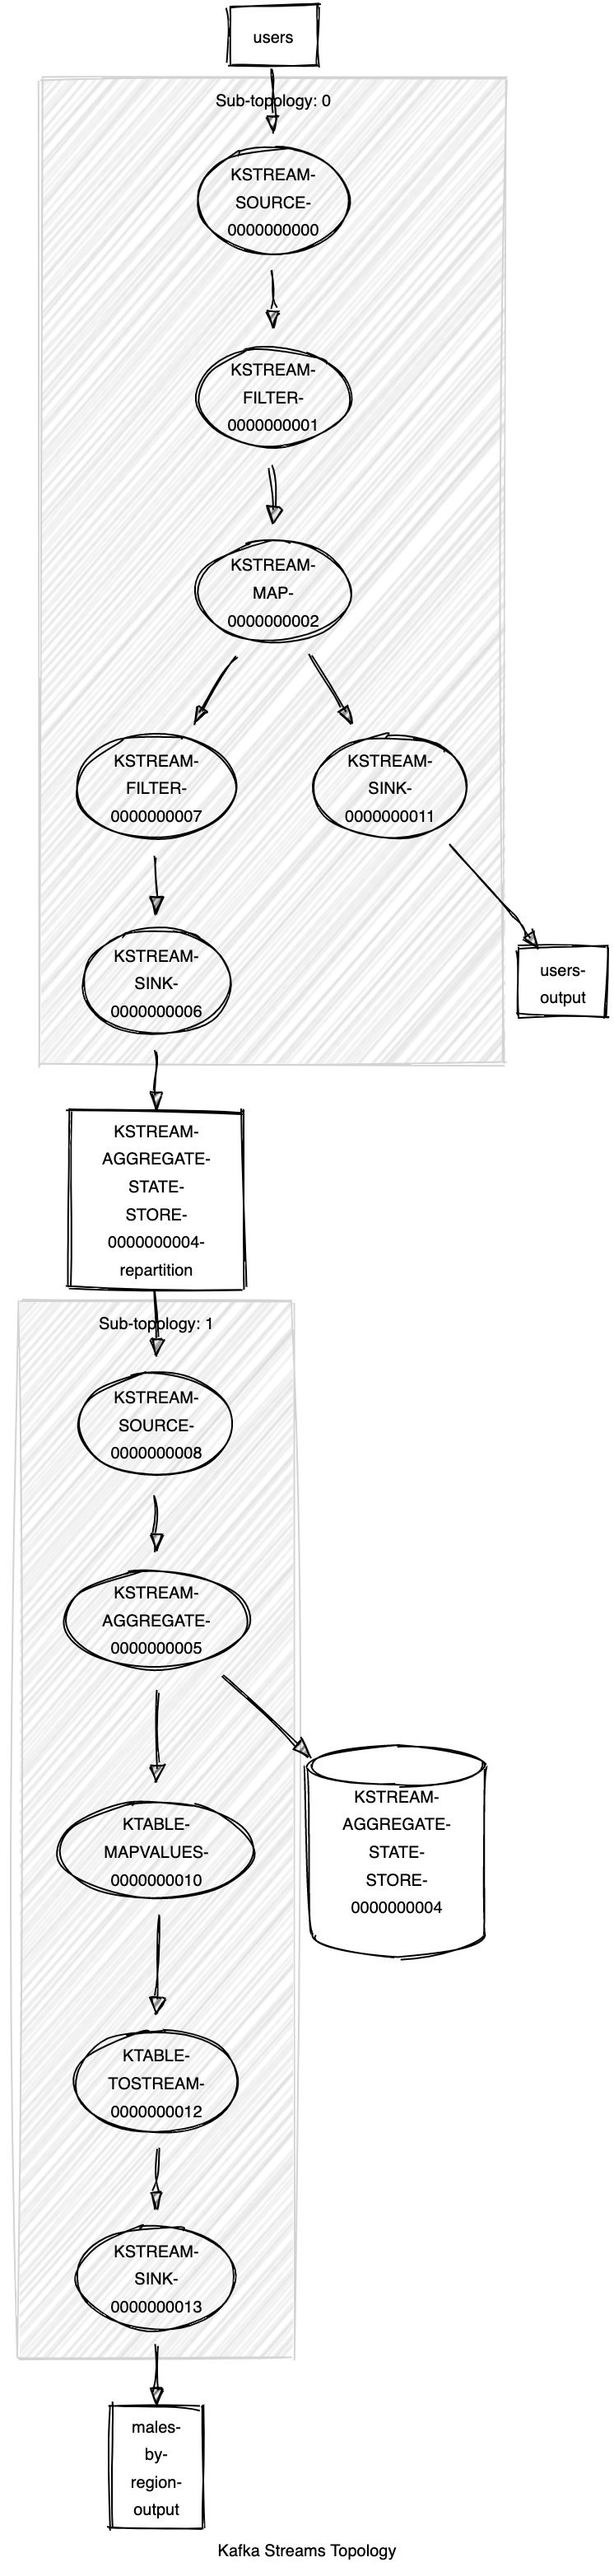 users
Sub-topology: 0
KSTREAM-
SOURCE-
0000000000
KSTREAM-
FILTER-
0000000001
KSTREAM-
MAP-
0000000002
KSTREAM-
FILTER-
0000000007
KSTREAM-
SINK-
0000000011
KSTREAM-
SINK-
0000000006
users-
output
KSTREAM-
AGGREGATE-
STATE-
STORE-
0000000004-
repartition
Sub-topology: 1
KSTREAM-
SOURCE-
0000000008
KSTREAM-
AGGREGATE-
0000000005
KTABLE-
MAPVALUES-
0000000010
KSTREAM-
AGGREGATE-
STATE-
STORE-
0000000004
KTABLE-
TOSTREAM-
0000000012
KSTREAM-
SINK-
0000000013
males-
by-
region-
output
Kafka Streams Topology